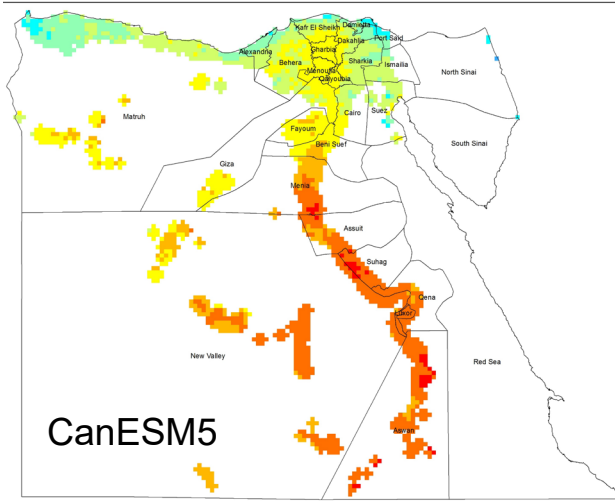 Kafr El Sheikh
Damietta
Alexandria
Dakahlia
Port Said
Gharbia
Behera
Sharkia
Ismailia
Menoufia
Qalyoubia
North Sinai
Matruh
Cairo
Suez
Fayoum
South Sinai
Beni Suef
Giza
Menia
Assuit
Suhag
Qena
Luxor
New Valley
Red Sea
Aswan
CanESM5